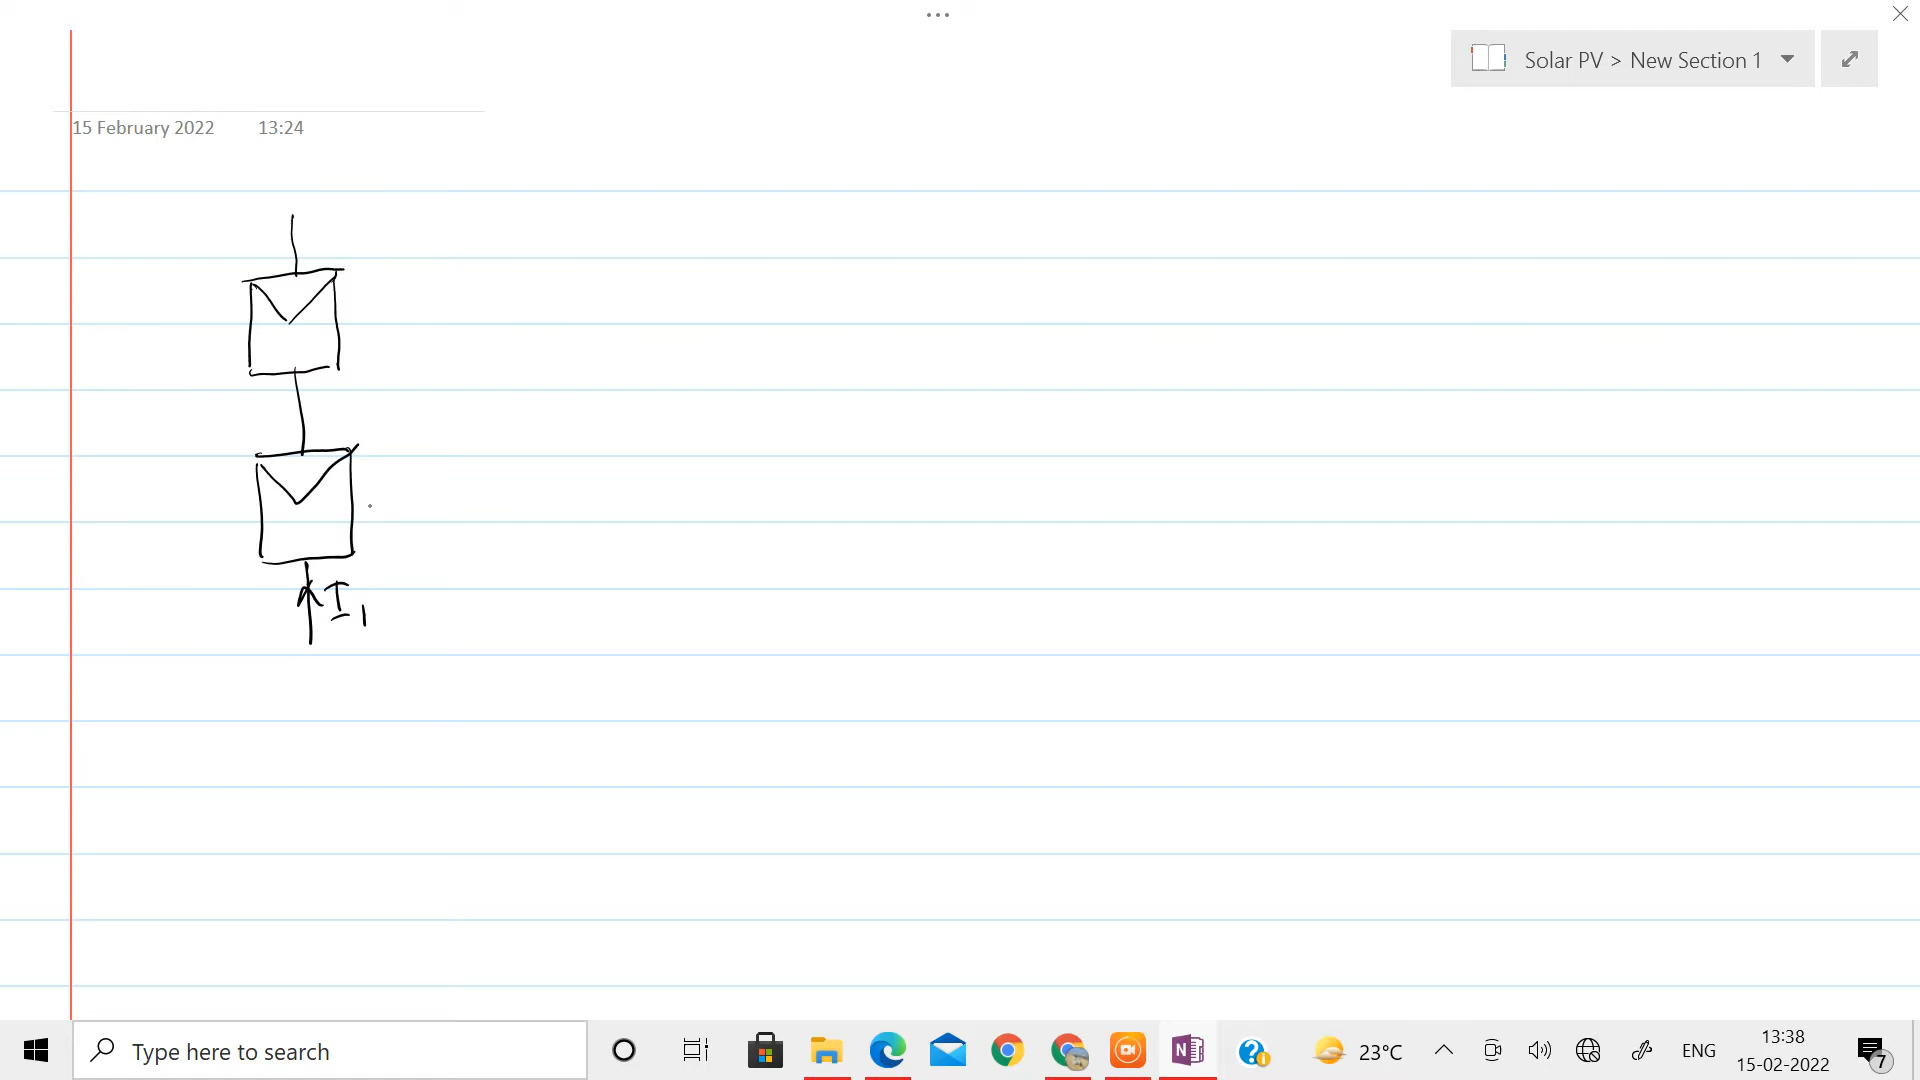 Solar PV > New Section 1
15 February 2022 13:24
I1
Type here to search
23°C
ENG
13:38
15-02-2022
7